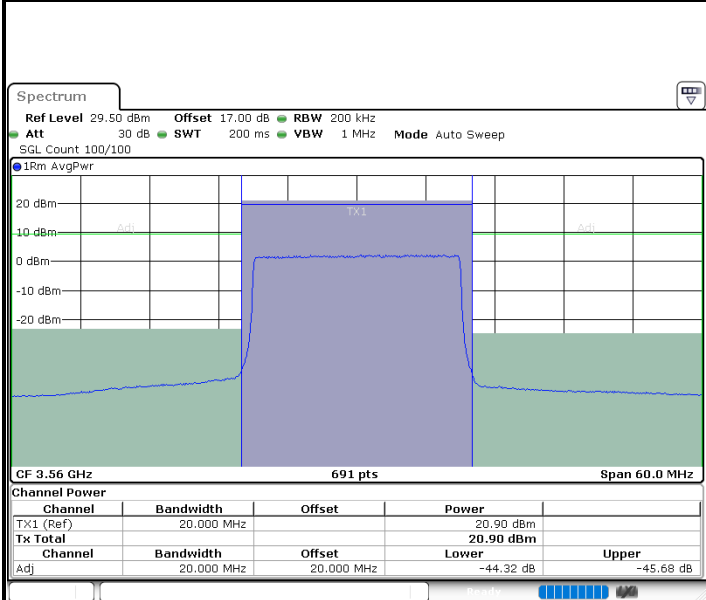 Spectrum
Ref Level 29.50 dBm Offset 17.00 dB RBW 200 kHz
Att 30 dB SWT 200 ms VBW 1 MHz Mode Auto Sweep
SGL Count 100/100
1Rm AvgPwr
20 dBm
TX1
Adj Adj
10 dBm
0 dBm
-10 dBm
-20 dBm
CF 3.56 GHz 691 pts Span 60.0 MHz
Channel Power
Channel Bandwidth Offset Power
TX1 (Ref) 20.000 MHz 20.90 dBm
Tx Total 20.90 dBm
Channel Bandwidth Offset Lower Upper
Adj 20.000 MHz 20.000 MHz -44.32 dB -45.68 dB
Ready